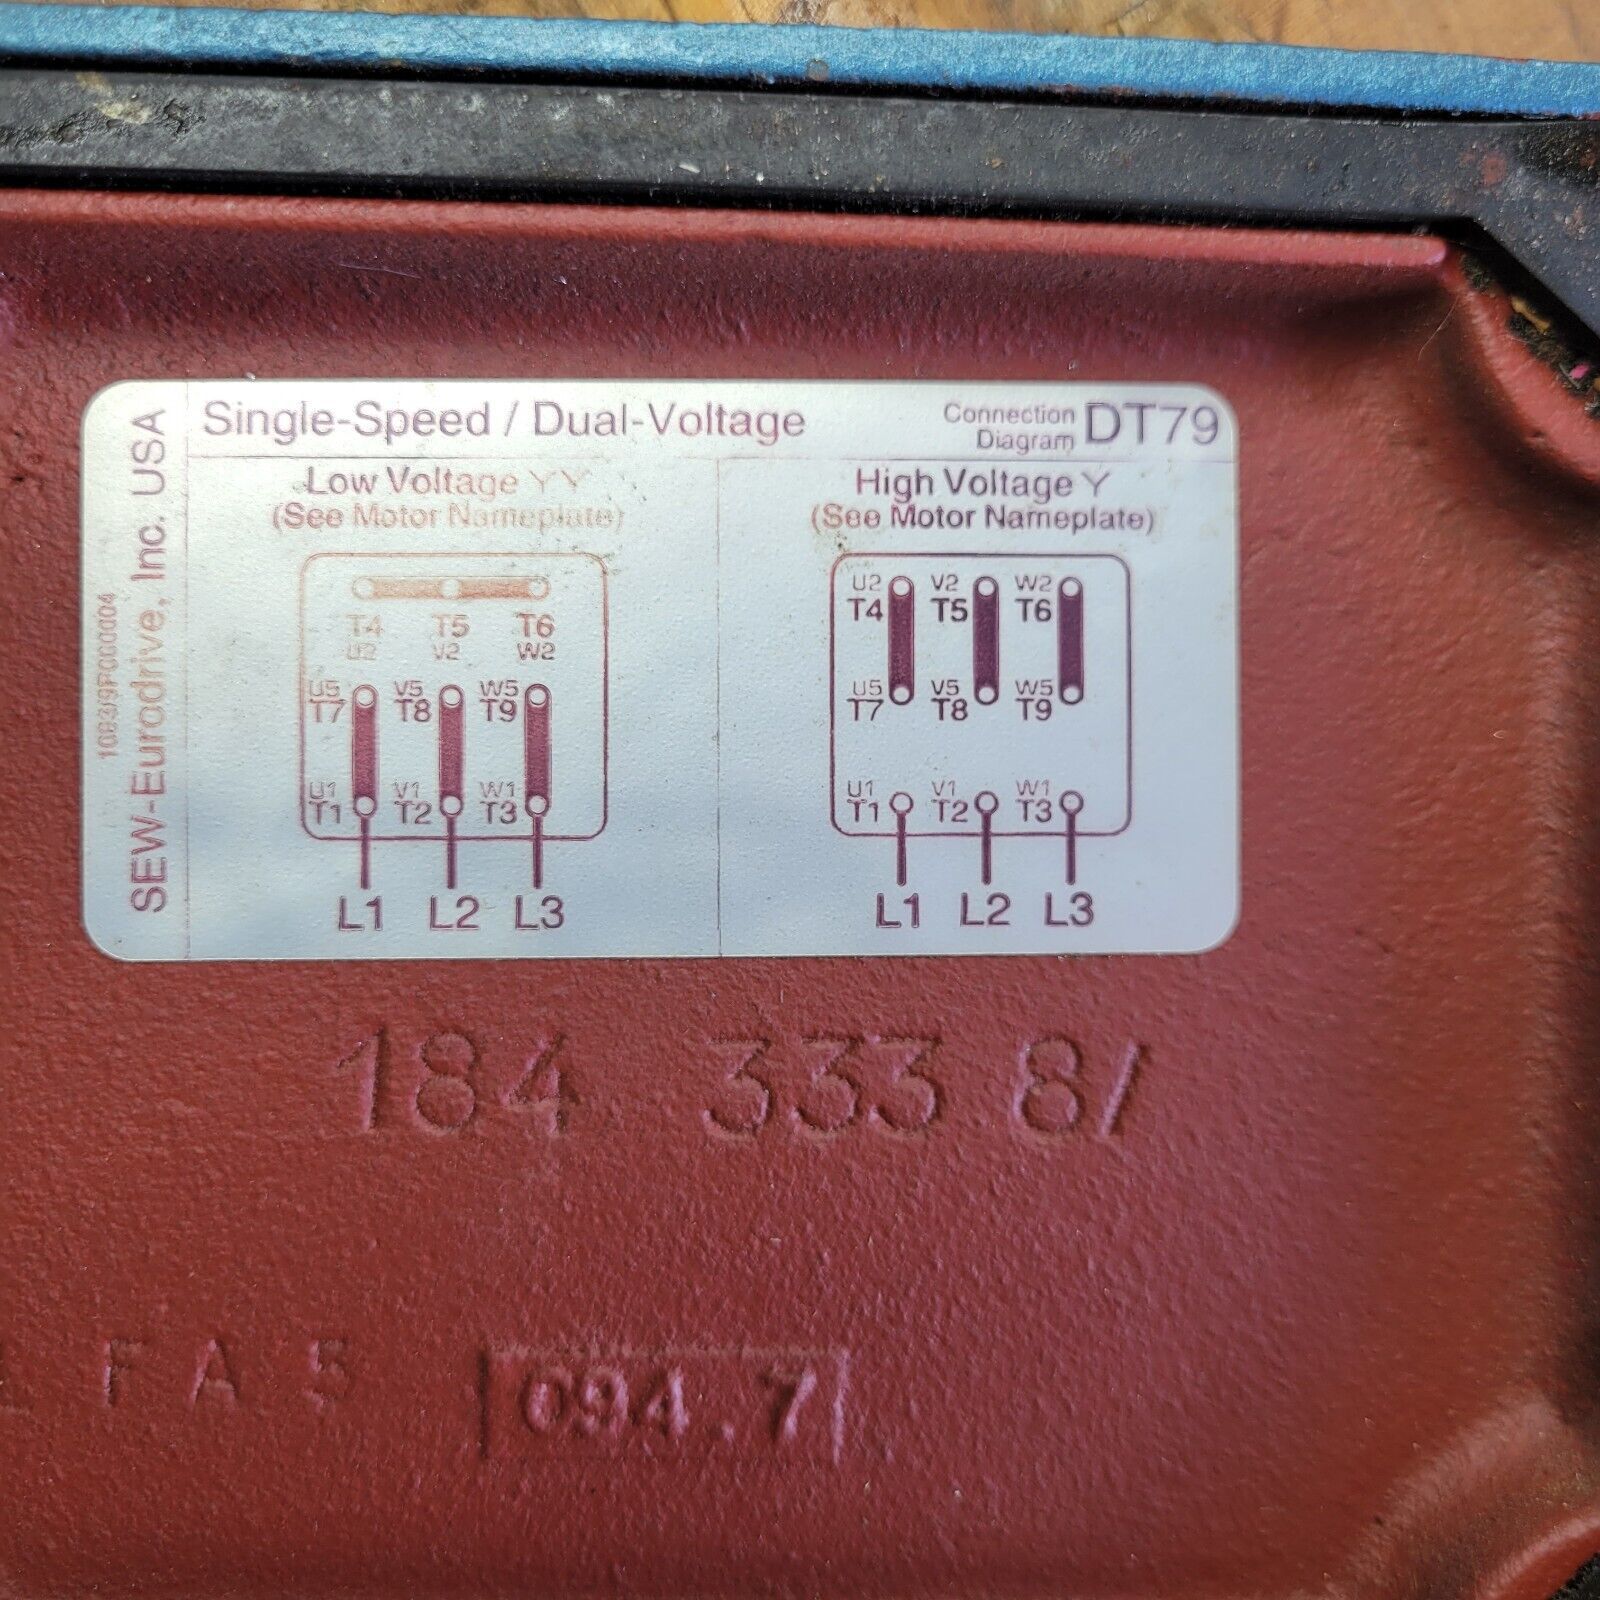 Single-Speed / Dual-Voltage
Connection
Diagram
DT79
SEW-Eurodrive, Inc. USA
Low Voltage YY
(See Motor Nameplate)
T4 T5 T6
U2 V2 W2
U5 V5 W5
T7 T8 T9
U1 V1 W1
T1 T2 T3
L1 L2 L3
High Voltage Y
(See Motor Nameplate)
U2 V2 W2
T4 T5 T6
U5 V5 W5
T7 T8 T9
U1 V1 W1
T1 T2 T3
L1 L2 L3
184 333 8/
FA 5
094.7